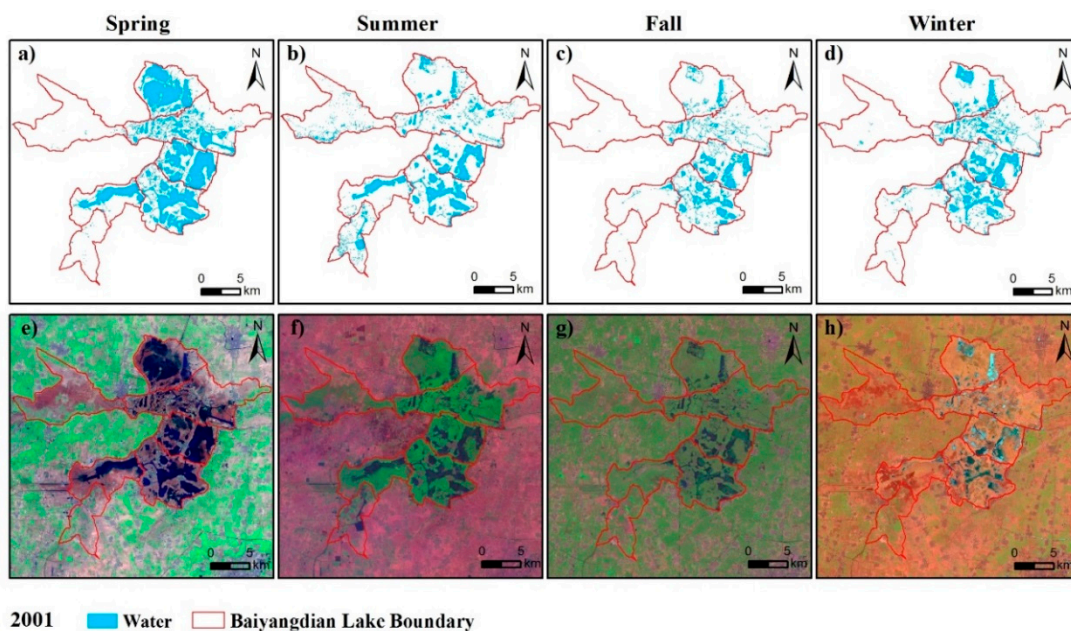 Spring Summer Fall Winter
a) N b) N c) N d) N
0 5 km 0 5 km 0 5 km 0 5 km
e) N f) N g) N h) N
0 5 km 0 5 km 0 5 km 0 5 km
2001 Water Baiyangdian Lake Boundary